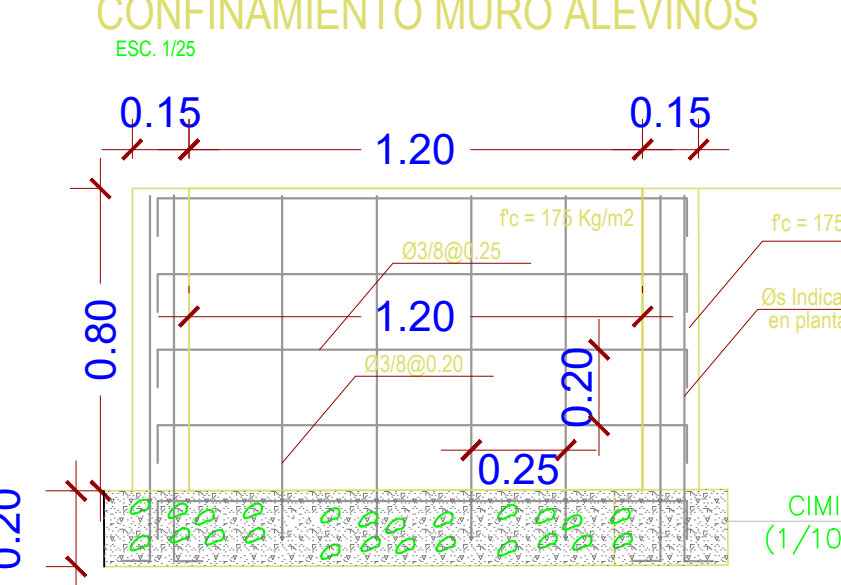 CONFINAMIENTO MURO ALEVINOS
ESC. 1/25
0.15
0.15
1.20
f'c = 175 Kg/m2
f'c = 175
Ø3/8@0.25
Øs Indica
en planta
1.20
0.80
Ø3/8@0.20
0.20
0.25
0.20
CIMI
(1/10